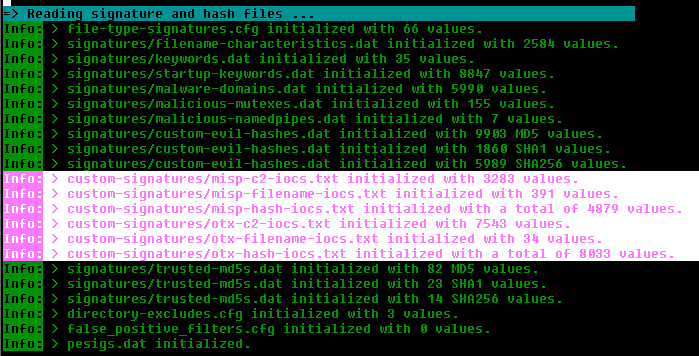 => Reading signature and hash files ...
Info: > file-type-signatures.cfg initialized with 66 values.
Info: > signatures/filename-characteristics.dat initialized with 2584 values.
Info: > signatures/keywords.dat initialized with 35 values.
Info: > signatures/startup-keywords.dat initialized with 8847 values.
Info: > signatures/malware-domains.dat initialized with 5990 values.
Info: > signatures/malicious-mutexes.dat initialized with 155 values.
Info: > signatures/malicious-namedpipes.dat initialized with 7 values.
Info: > signatures/custom-evil-hashes.dat initialized with 9903 MD5 values.
Info: > signatures/custom-evil-hashes.dat initialized with 1860 SHA1 values.
Info: > signatures/custom-evil-hashes.dat initialized with 5989 SHA256 values.
Info: > custom-signatures/misp-c2-iocs.txt initialized with 3283 values.
Info: > custom-signatures/misp-filename-iocs.txt initialized with 391 values.
Info: > custom-signatures/misp-hash-iocs.txt initialized with a total of 4879 values.
Info: > custom-signatures/otx-c2-iocs.txt initialized with 7543 values.
Info: > custom-signatures/otx-filename-iocs.txt initialized with 34 values.
Info: > custom-signatures/otx-hash-iocs.txt initialized with a total of 8033 values.
Info: > signatures/trusted-md5s.dat initialized with 82 MD5 values.
Info: > signatures/trusted-md5s.dat initialized with 23 SHA1 values.
Info: > signatures/trusted-md5s.dat initialized with 14 SHA256 values.
Info: > directory-excludes.cfg initialized with 3 values.
Info: > false_positive_filters.cfg initialized with 0 values.
Info: > pesigs.dat initialized.